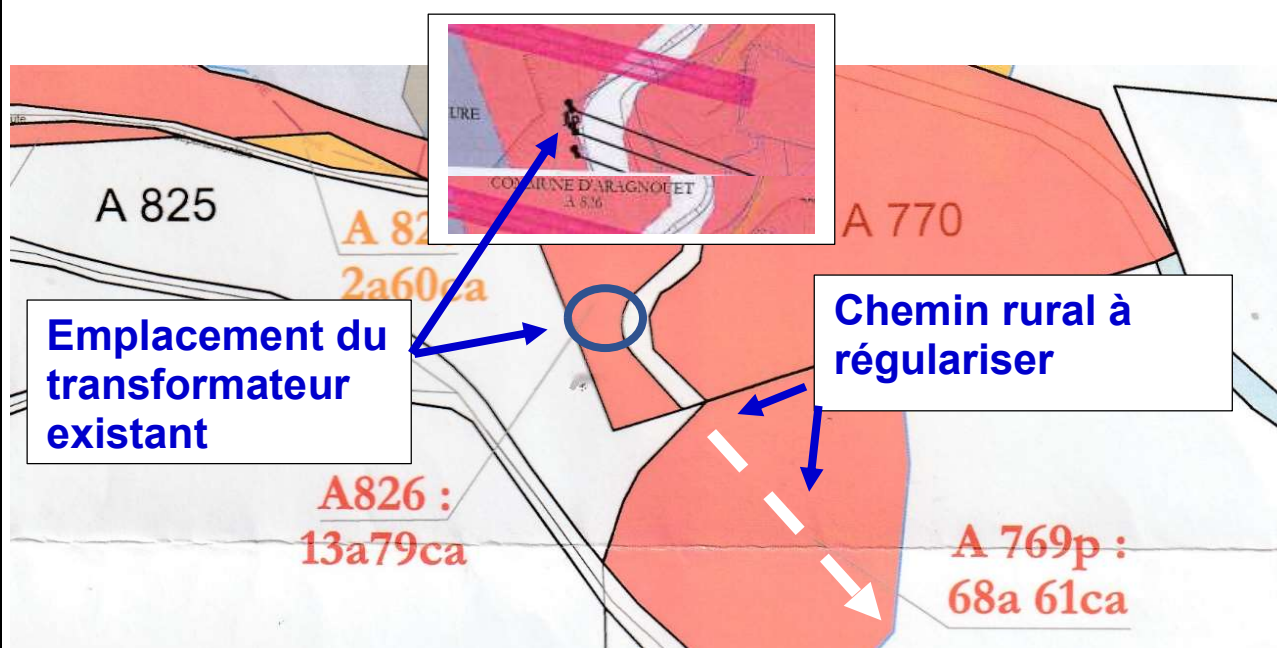 URE
COMMUNE D'ARAGNOUET
A 826
A 825
A 82
2a60ca
A 770
Emplacement du
transformateur
existant
Chemin rural à
régulariser
A826 :
13a79ca
A 769p :
68a 61ca